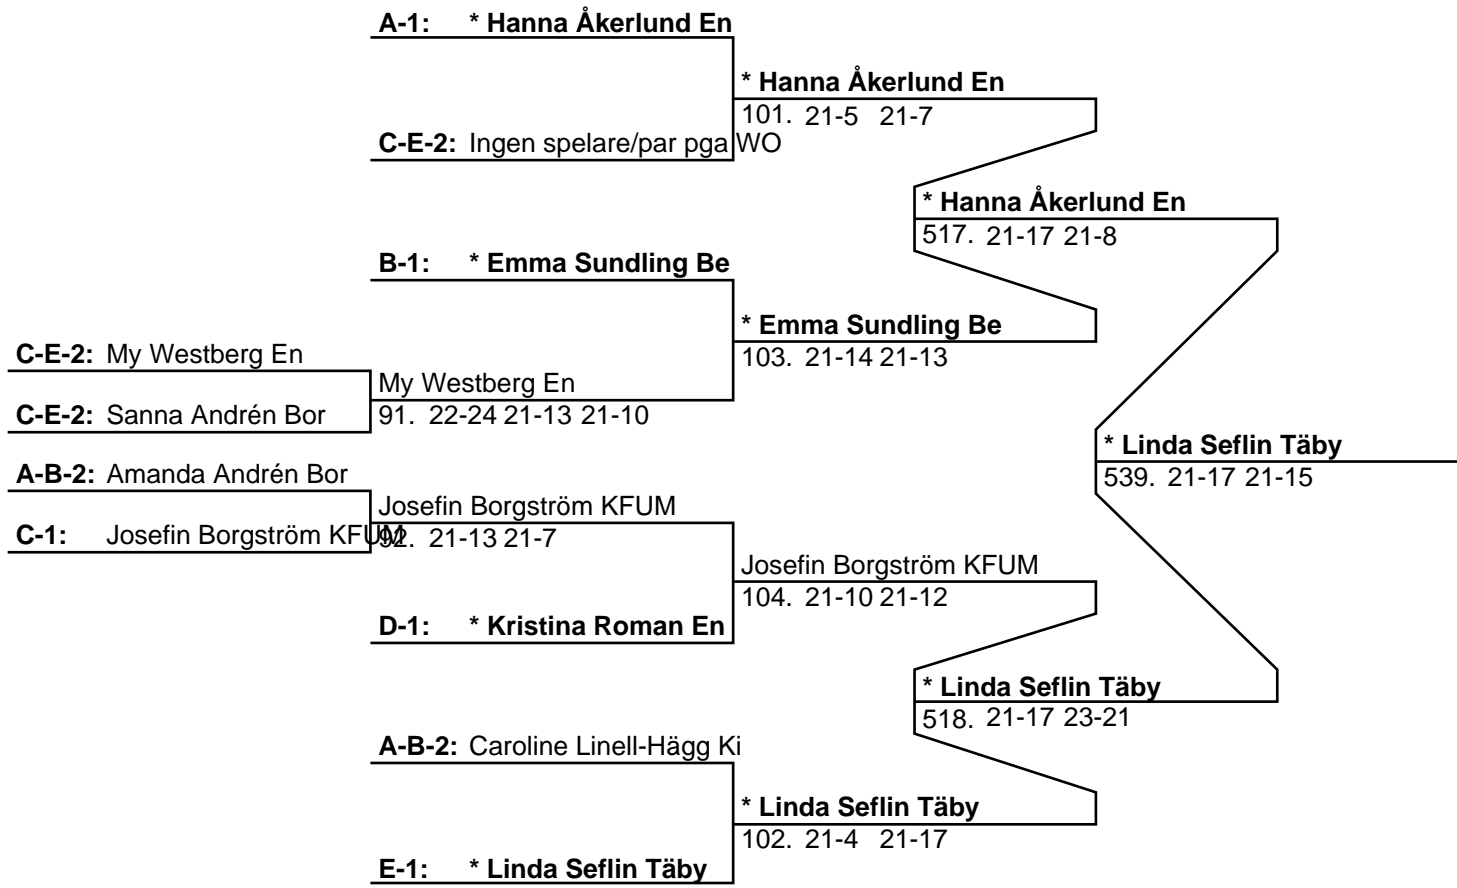 A-1: * Hanna Åkerlund En
* Hanna Åkerlund En
101. 21-5 21-7
C-E-2: Ingen spelare/par pga WO
* Hanna Åkerlund En
517. 21-17 21-8
B-1: * Emma Sundling Be
* Emma Sundling Be
103. 21-14 21-13
C-E-2: My Westberg En
My Westberg En
91. 22-24 21-13 21-10
C-E-2: Sanna Andrén Bor
* Linda Seflin Täby
539. 21-17 21-15
A-B-2: Amanda Andrén Bor
Josefin Borgström KFUM
92. 21-13 21-7
C-1: Josefin Borgström KFUM
Josefin Borgström KFUM
104. 21-10 21-12
D-1: * Kristina Roman En
* Linda Seflin Täby
518. 21-17 23-21
A-B-2: Caroline Linell-Hägg Ki
* Linda Seflin Täby
102. 21-4 21-17
E-1: * Linda Seflin Täby